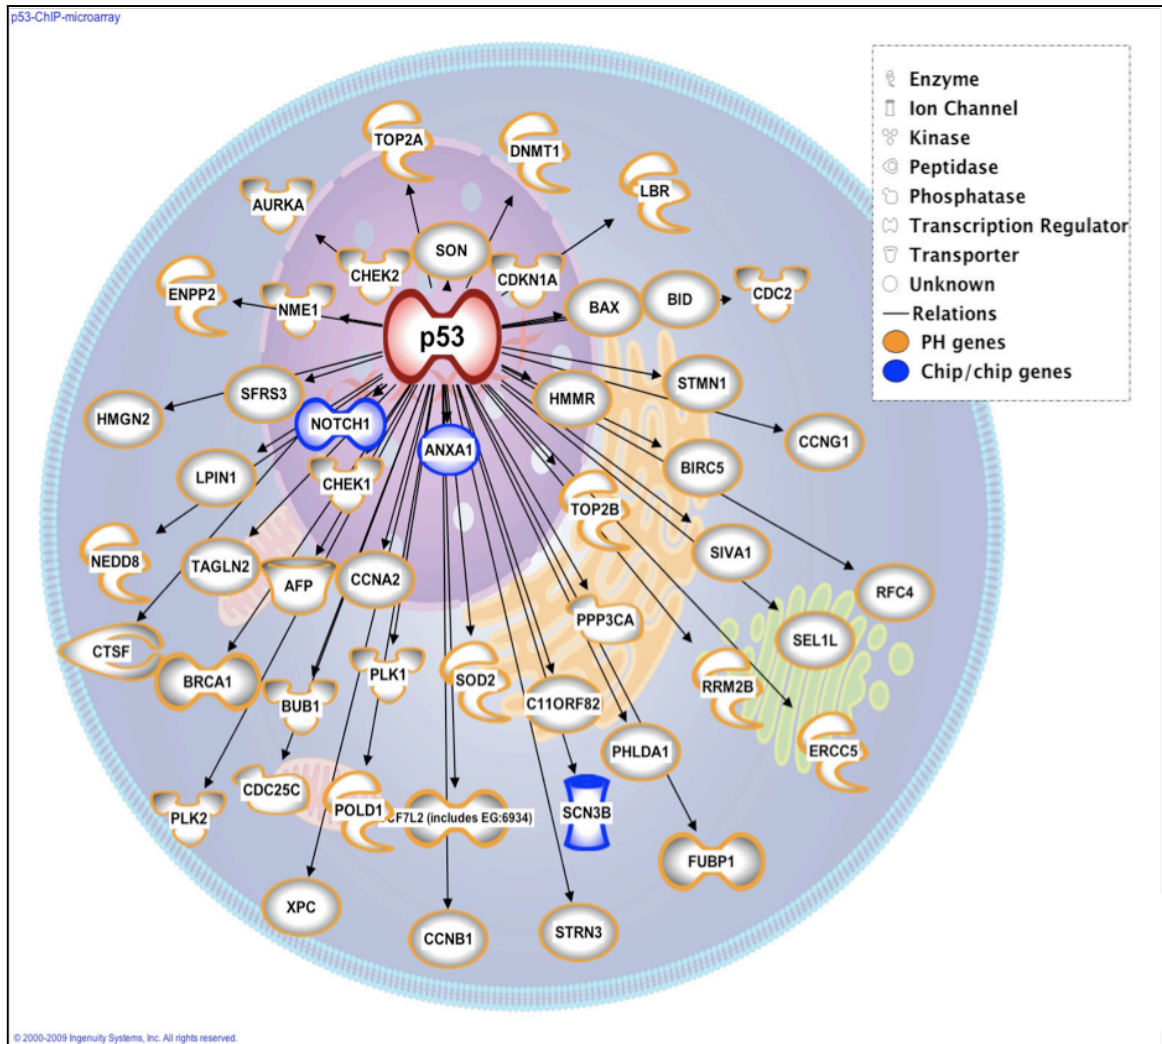 p53-ChIP-microarray
Enzyme
Ion Channel
Kinase
Peptidase
Phosphatase
Transcription Regulator
Transporter
Unknown
Relations
PH genes
Chip/chip genes
TOP2A
DNMT1
LBR
AURKA
SON
CHEK2
CDKN1A
ENPP2
NME1
BAX
BID
CDC2
p53
SFRS3
HMGN2
NOTCH1
ANXA1
HMMR
STMN1
CCNG1
LPIN1
CHEK1
BIRC5
TOP2B
NEDD8
TAGLN2
AFP
CCNA2
SIVA1
RFC4
PPP3CA
CTSF
BRCA1
PLK1
SOD2
SEL1L
BUB1
C11ORF82
RRM2B
PHLDA1
ERCC5
CDC25C
PLK2
POLD1
CF7L2 (includes EG:6934)
SCN3B
FUBP1
XPC
CCNB1
STRN3
© 2000-2009 Ingenuity Systems, Inc. All rights reserved.